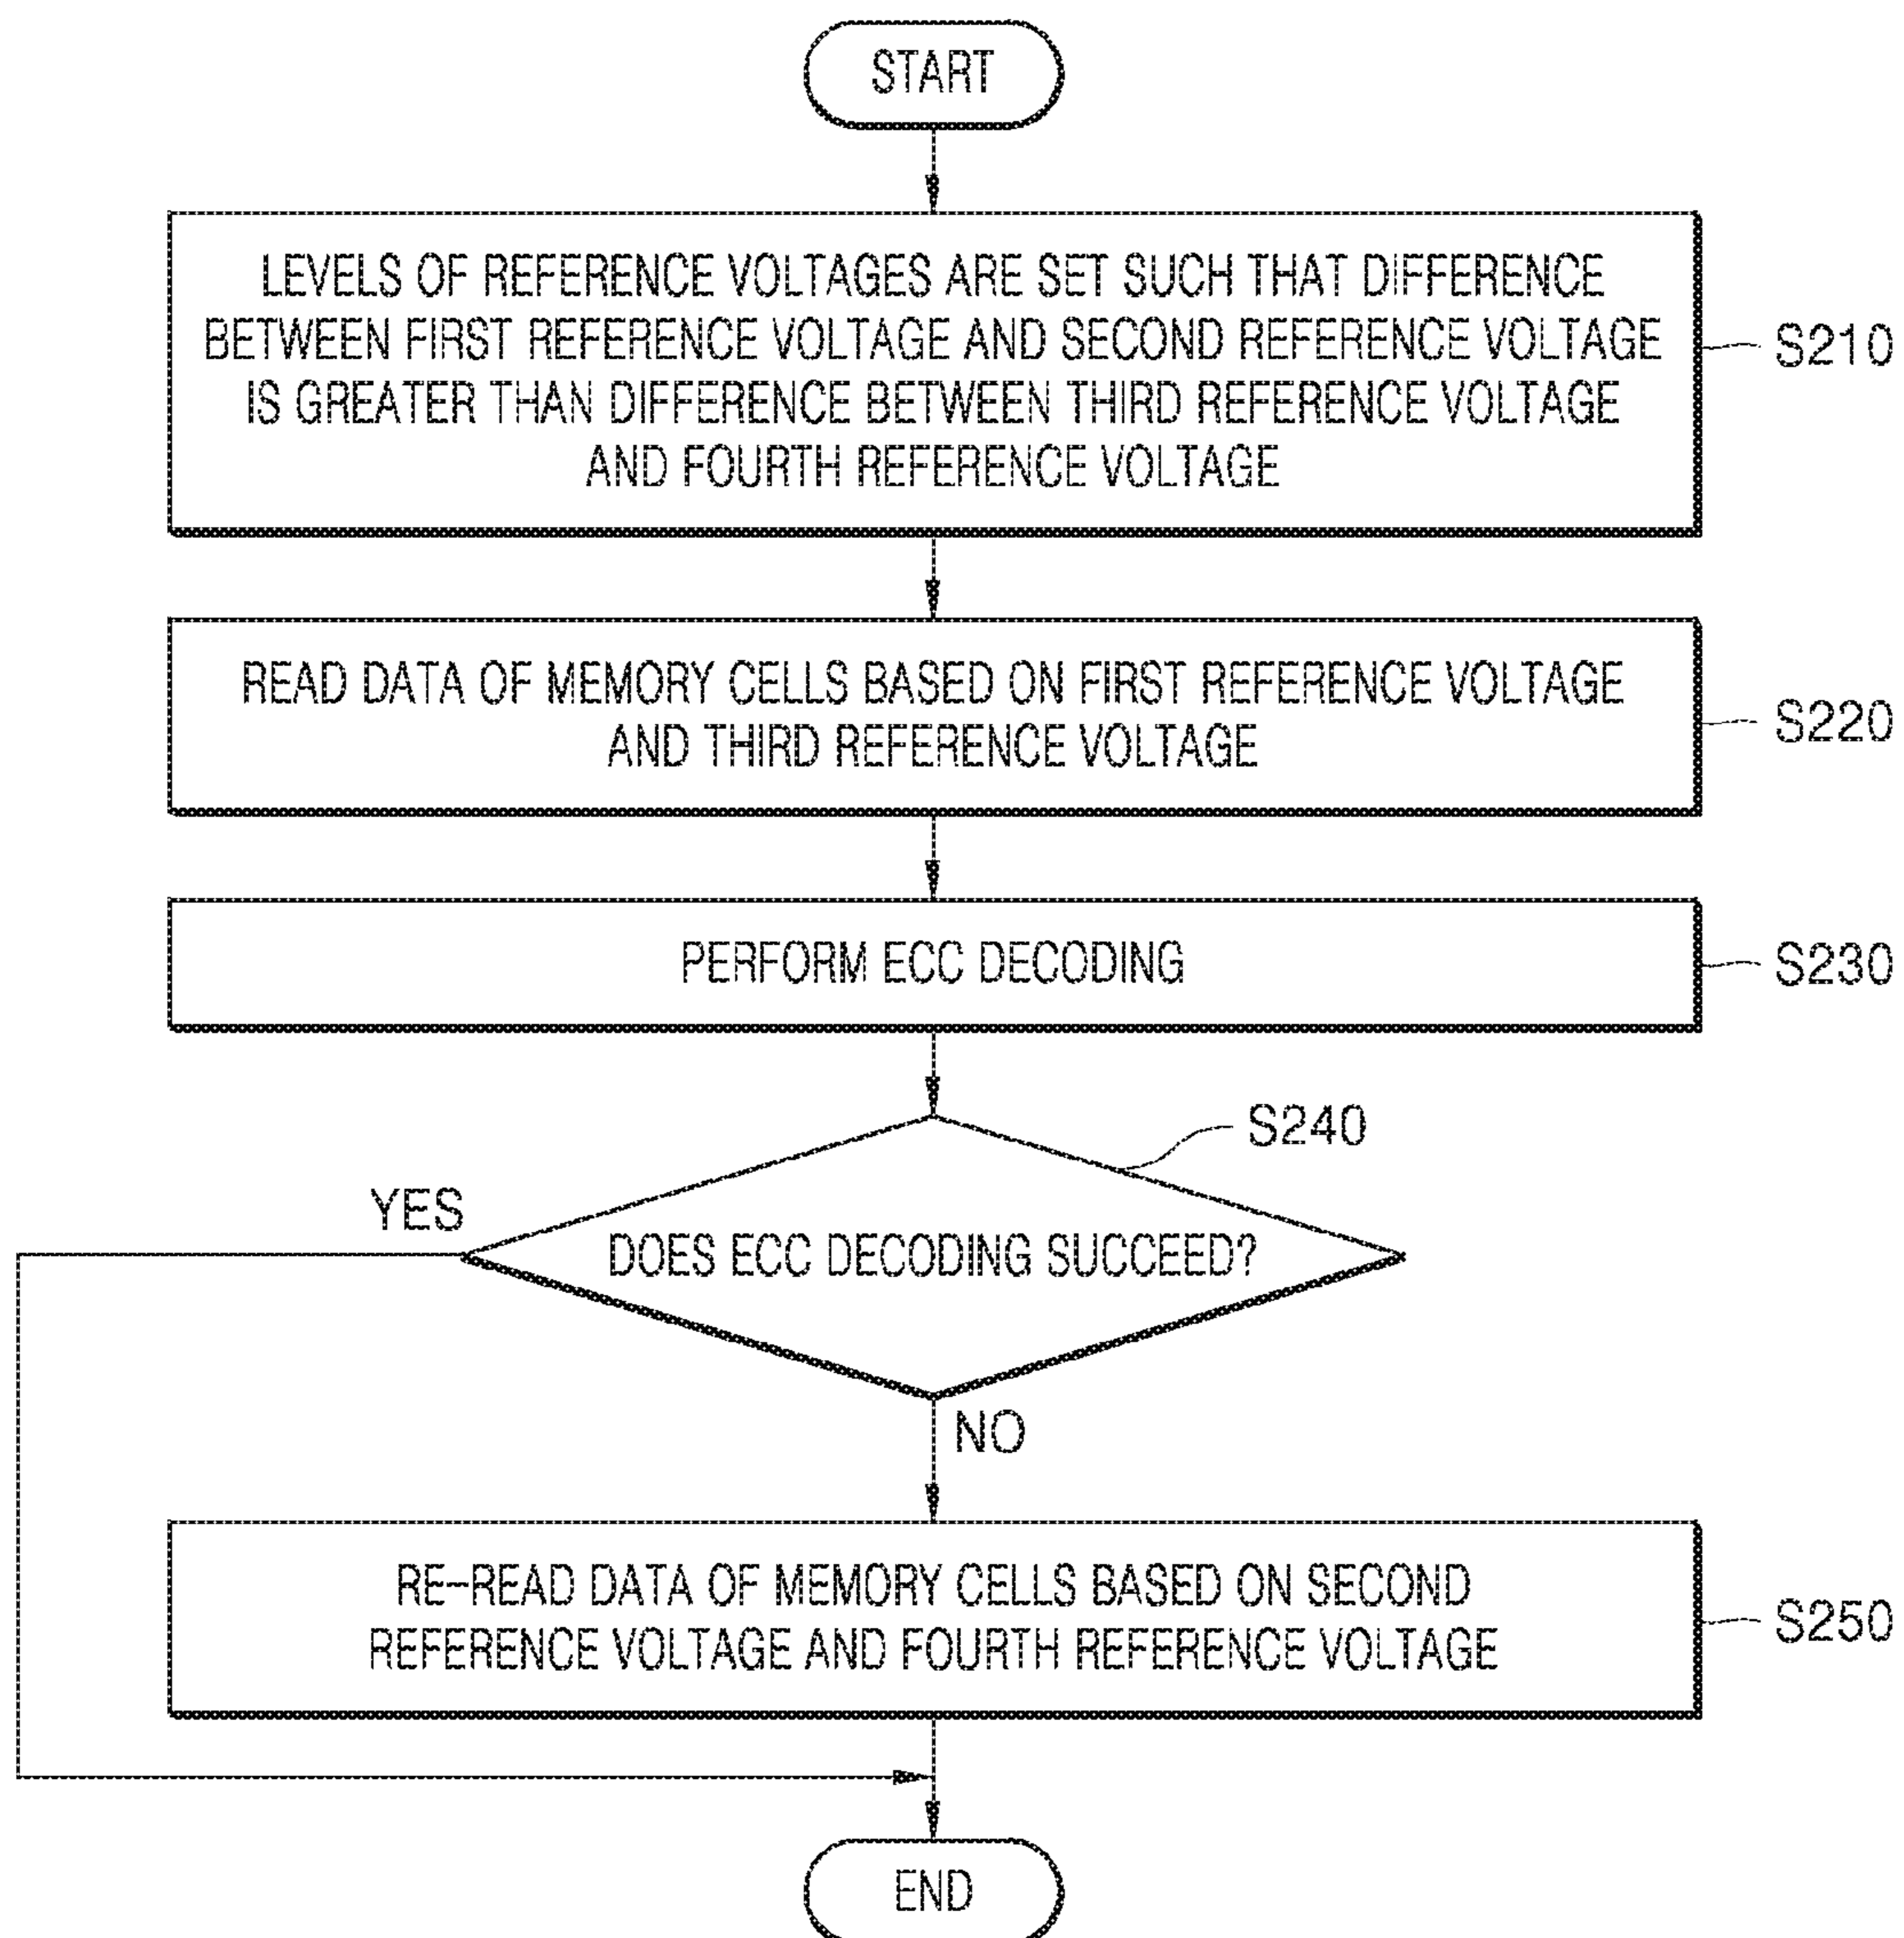 START
LEVELS OF REFERENCE VOLTAGES ARE SET SUCH THAT DIFFERENCE
BETWEEN FIRST REFERENCE VOLTAGE AND SECOND REFERENCE VOLTAGE
IS GREATER THAN DIFFERENCE BETWEEN THIRD REFERENCE VOLTAGE
AND FOURTH REFERENCE VOLTAGE
S210
READ DATA OF MEMORY CELLS BASED ON FIRST REFERENCE VOLTAGE
AND THIRD REFERENCE VOLTAGE
S220
PERFORM ECC DECODING
S230
S240
YES
DOES ECC DECODING SUCCEED?
NO
RE-READ DATA OF MEMORY CELLS BASED ON SECOND
REFERENCE VOLTAGE AND FOURTH REFERENCE VOLTAGE
S250
END